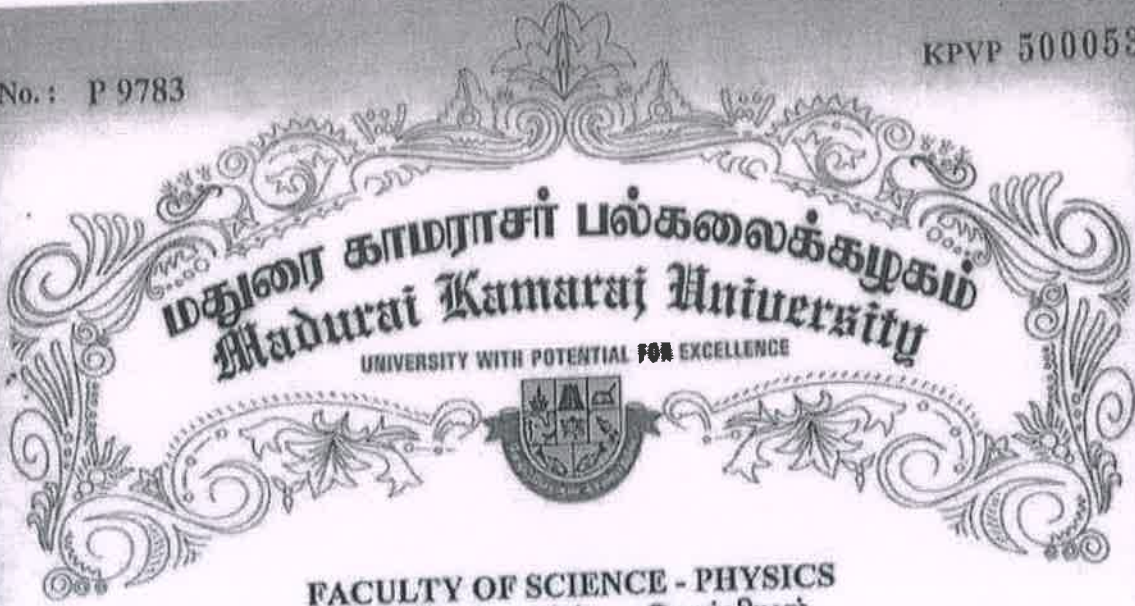 No.: P 9783
KPVP 500053
மதுரை காமராசர் பல்கலைக்கழகம்
Madurai Kamaraj University
UNIVERSITY WITH POTENTIAL FOR EXCELLENCE
FACULTY OF SCIENCE - PHYSICS